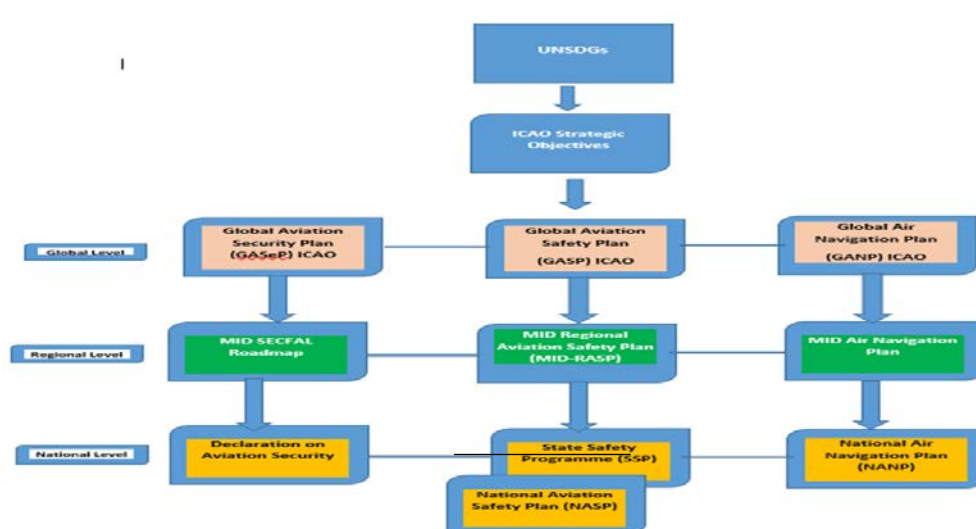 UNSDGs
ICAO Strategic
Objectives
Global Level
Global Aviation
Security Plan
(GASeP) ICAO
Global Aviation
Safety Plan
(GASP) ICAO
Global Air
Navigation Plan
(GANP) ICAO
Regional Level
MID SECFAL
Roadmap
MID Regional
Aviation Safety Plan
(MID-RASP)
MID Air Navigation
Plan
National Level
Declaration on
Aviation Security
State Safety
Programme (SSP)
National Aviation
Safety Plan (NASP)
National Air
Navigation Plan
(NANP)